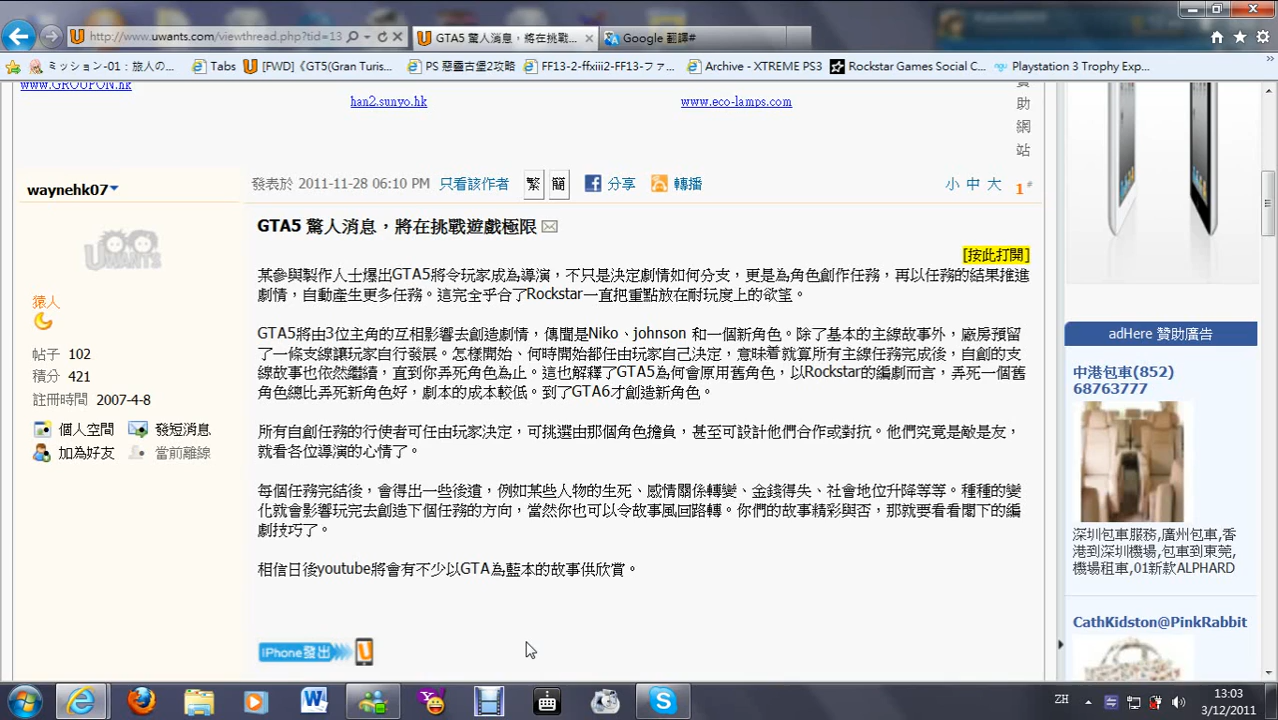 http://www.uwants.com/viewthread.php?tid=13
GTA5 驚人消息，將在挑戰...
Google 翻譯#
ミッション-01：旅人の...
Tabs
[FWD]《GT5(Gran Turis...
PS 惡靈古堡2攻略
FF13-2-ffxiii2-FF13-ファ...
Archive - XTREME PS3
Rockstar Games Social C...
Playstation 3 Trophy Exp...
www.GROUPON.hk
han2.sunyo.hk
www.eco-lamps.com
助
網
站
waynehk07
發表於 2011-11-28 06:10 PM 只看該作者 繁 簡 分享 轉播
小 中 大 1#
GTA5 驚人消息，將在挑戰遊戲極限
[按此打開]
UWANTS
猿人
帖子 102
積分 421
註冊時間 2007-4-8
個人空間 發短消息
加為好友 當前離線
某參與製作人士爆出GTA5將令玩家成為導演，不只是決定劇情如何分支，更是為角色創作任務，再以任務的結果推進
劇情，自動產生更多任務。這完全乎合了Rockstar一直把重點放在耐玩度上的欲望。
GTA5將由3位主角的互相影響去創造劇情，傳聞是Niko、johnson 和一個新角色。除了基本的主線故事外，廠房預留
了一條支線讓玩家自行發展。怎樣開始、何時開始都任由玩家自己決定，意味着就算所有主線任務完成後，自創的支
線故事也依然繼續，直到你弄死角色為止。這也解釋了GTA5為何會原用舊角色，以Rockstar的編劇而言，弄死一個舊
角色總比弄死新角色好，劇本的成本較低。到了GTA6才創造新角色。
所有自創任務的行使者可任由玩家決定，可挑選由那個角色擔負，甚至可設計他們合作或對抗。他們究竟是敵是友，
就看各位導演的心情了。
每個任務完結後，會得出一些後遺，例如某些人物的生死、感情關係轉變、金錢得失、社會地位升降等等。種種的變
化就會影響玩完去創造下個任務的方向，當然你也可以令故事風回路轉。你們的故事精彩與否，那就要看看閣下的編
劇技巧了。
相信日後youtube將會有不少以GTA為藍本的故事供欣賞。
iPhone發出
adHere 贊助廣告
中港包車(852)
68763777
深圳包車服務,廣州包車,香
港到深圳機場,包車到東莞,
機場租車,01新款ALPHARD
CathKidston@PinkRabbit
ZH
13:03
3/12/2011